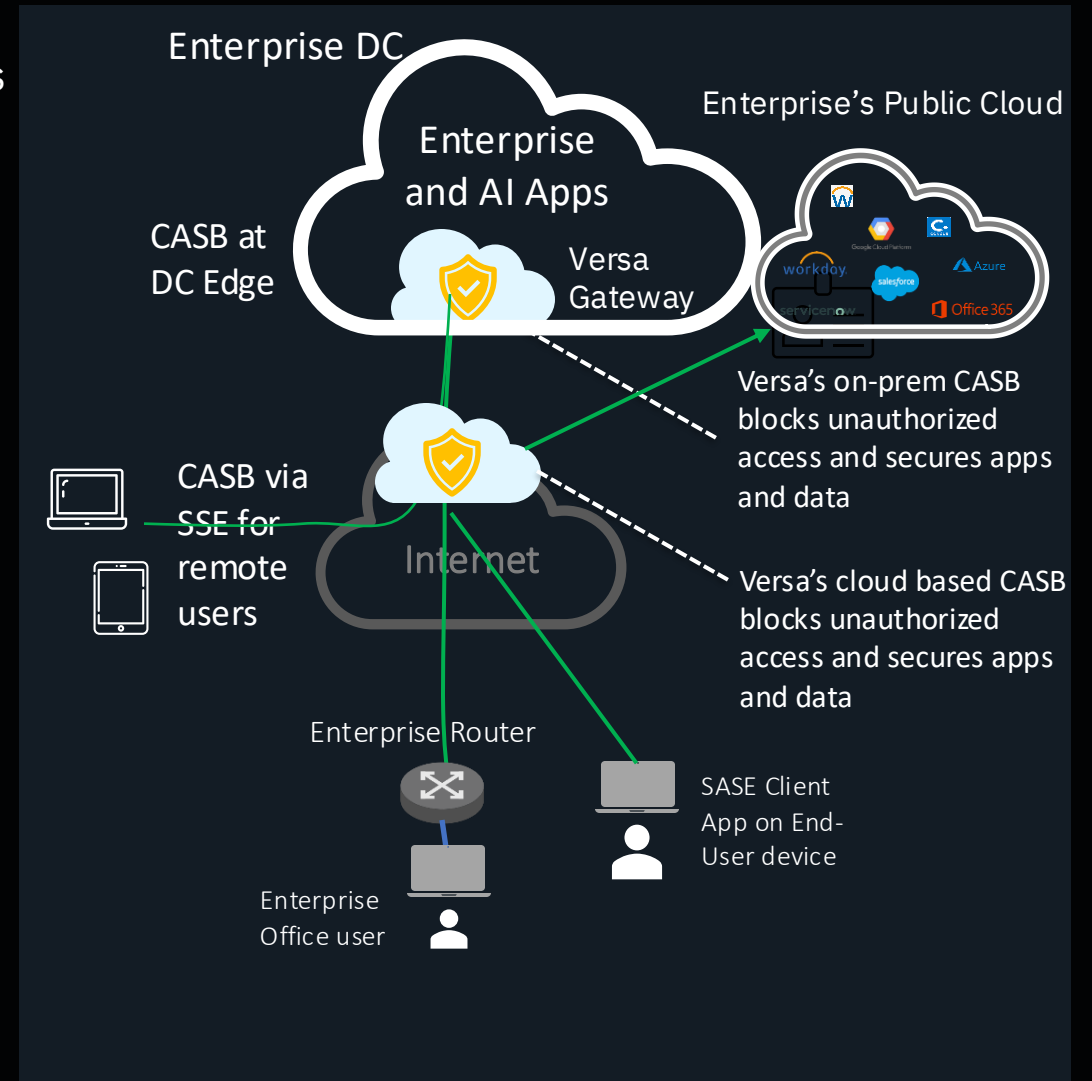 s
Enterprise DC
Enterprise's Public Cloud
Enterprise
and AI Apps
CASB at
DC Edge
Versa
Gateway
W
Google Cloud Platform
C.
workday.
salesforce
Azure
servicenow
Office 365
Versa's on-prem CASB
blocks unauthorized
access and secures apps
and data
CASB via
SSE for
remote
users
Internet
Versa's cloud based CASB
blocks unauthorized
access and secures apps
and data
Enterprise Router
SASE Client
App on End-
User device
Enterprise
Office user